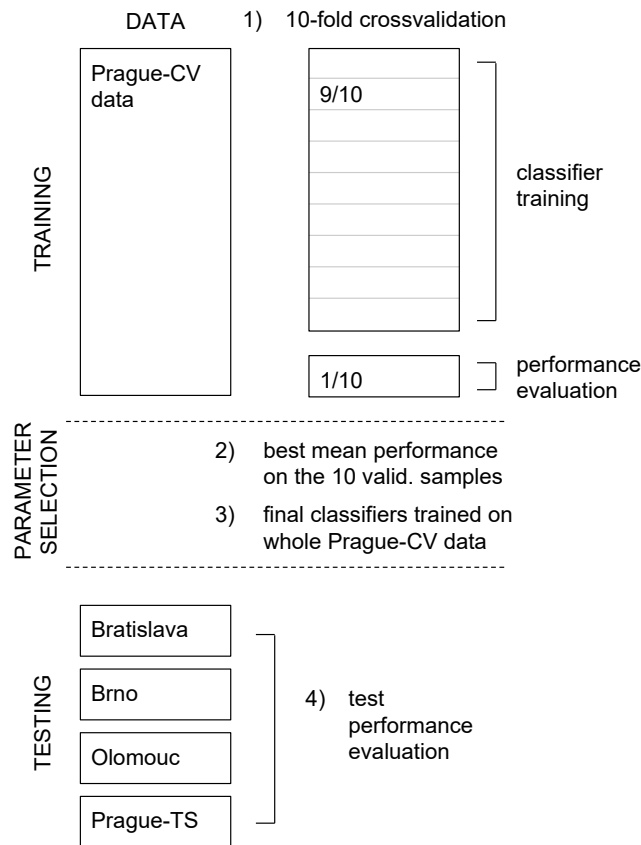 DATA
1) 10-fold crossvalidation
TRAINING
Prague-CV
data
9/10
classifier
training
1/10
performance
evaluation
PARAMETER
SELECTION
2) best mean performance
on the 10 valid. samples
3) final classifiers trained on
whole Prague-CV data
TESTING
Bratislava
Brno
Olomouc
Prague-TS
4) test
performance
evaluation